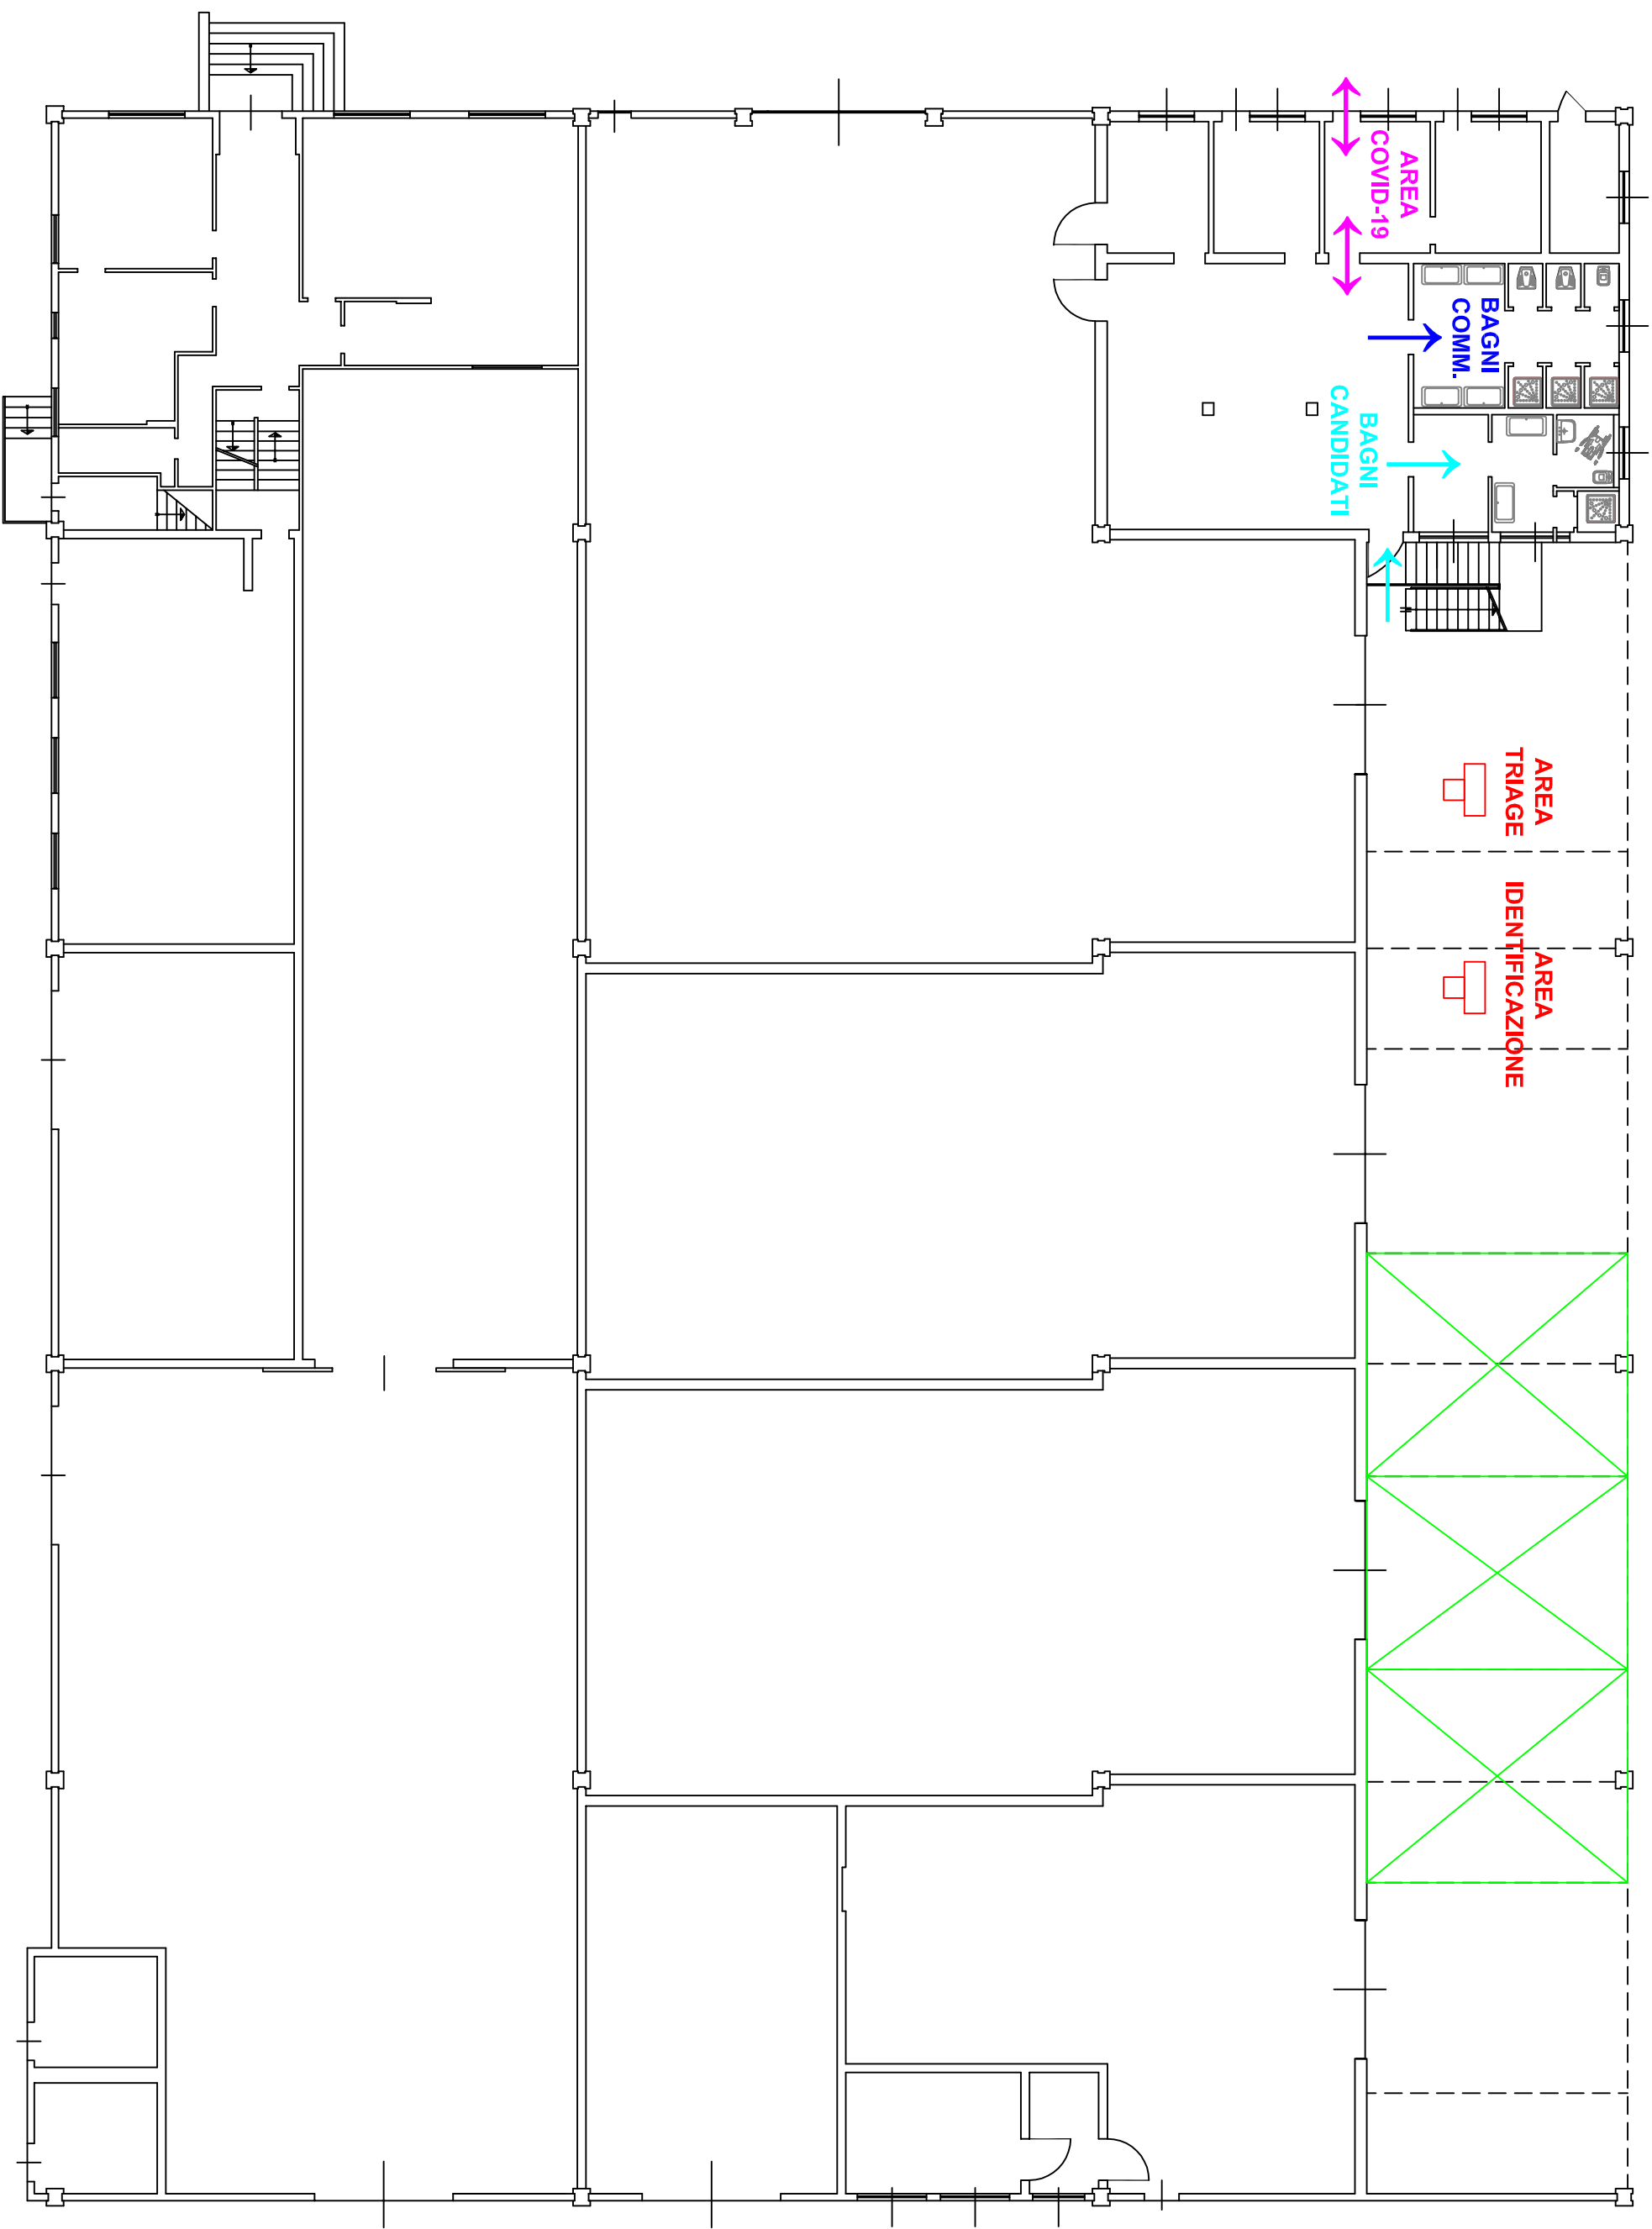 AREA
COVID-19
BAGNI
COMM.
BAGNI
CANDIDATI
AREA
TRIAGE
AREA
IDENTIFICAZIONE